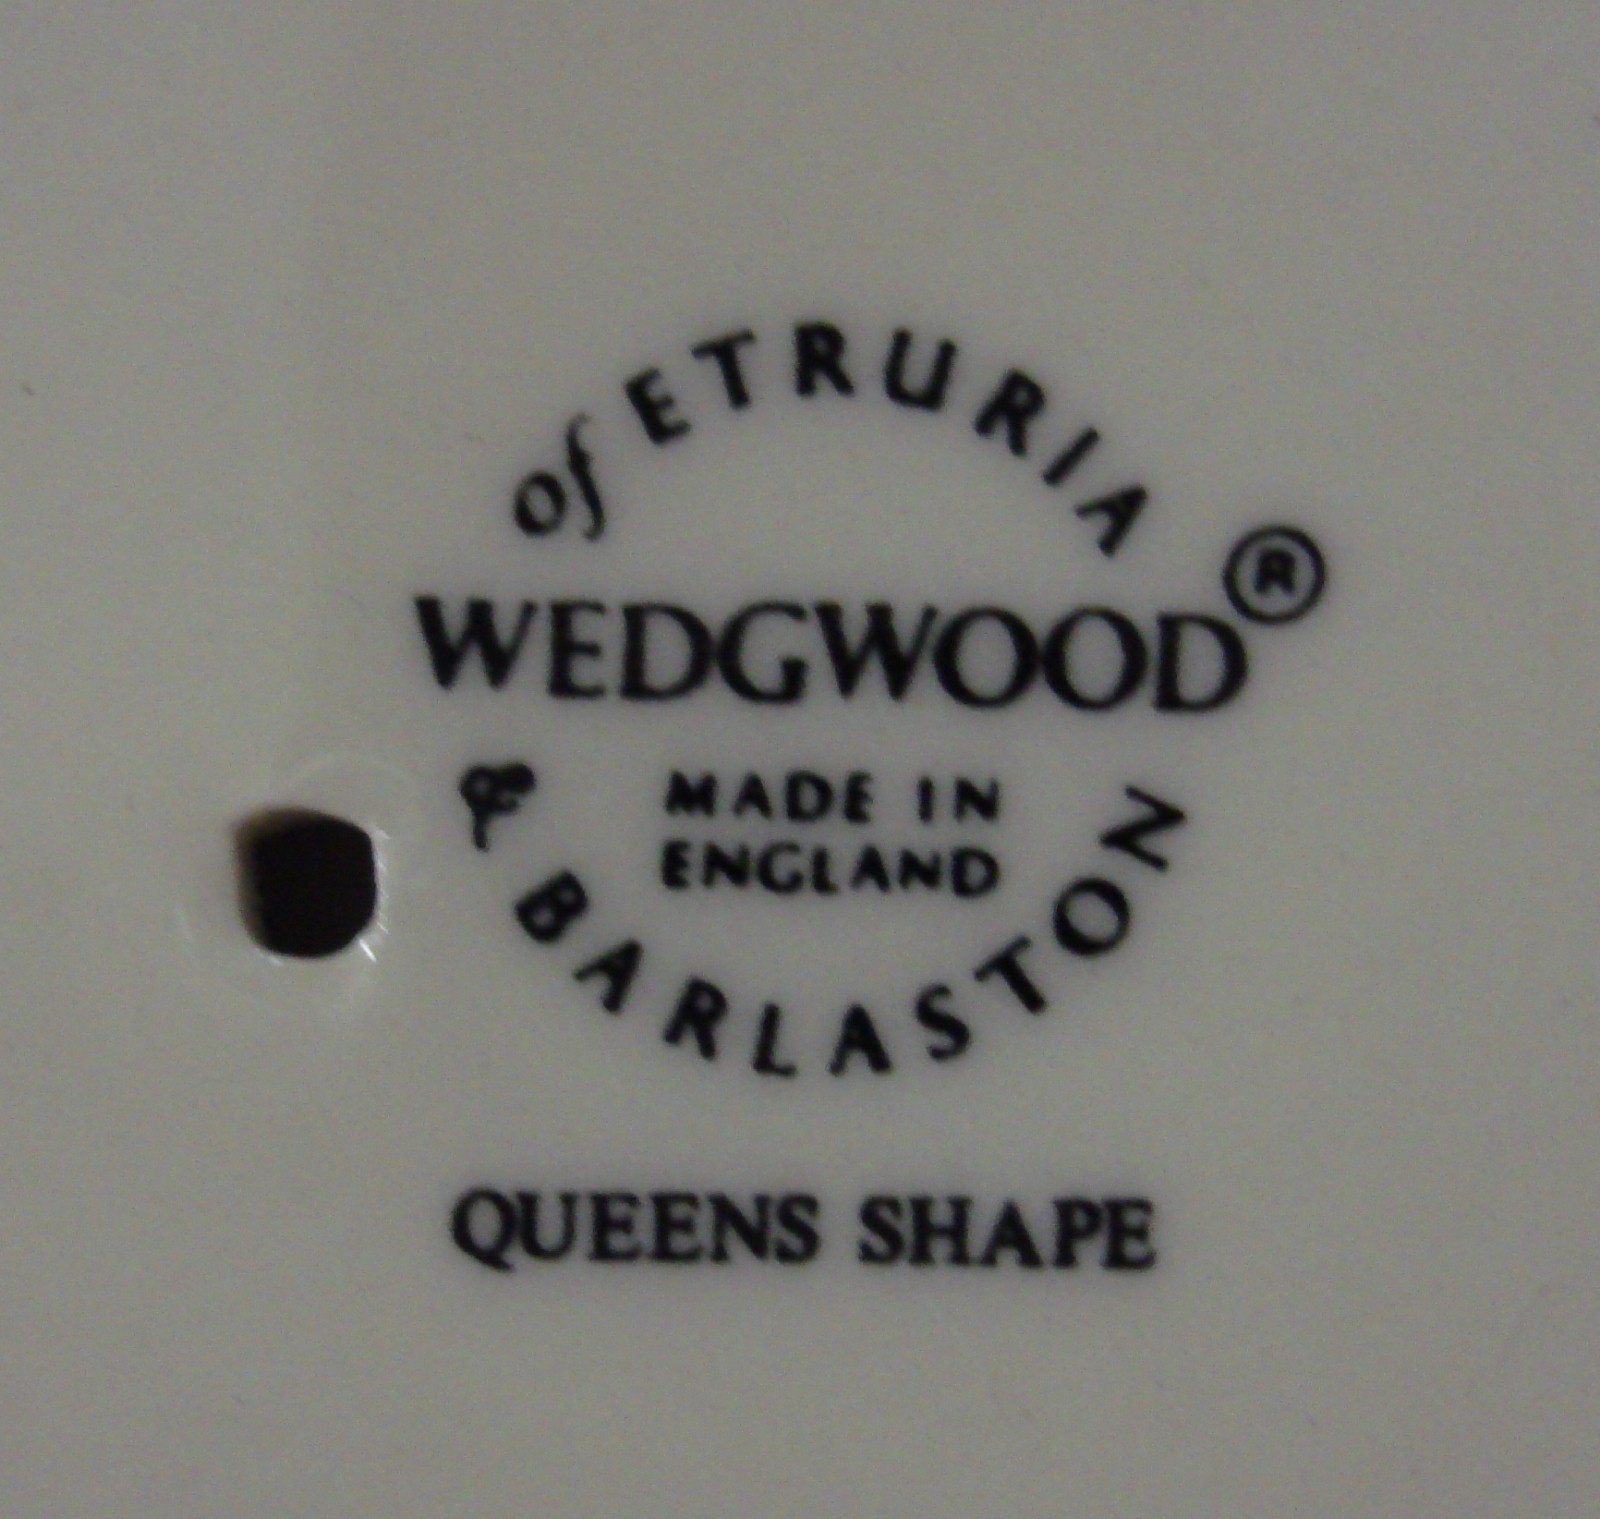 of ETRURIA
WEDGWOOD®
& BARLASTON
MADE IN
ENGLAND
QUEENS SHAPE